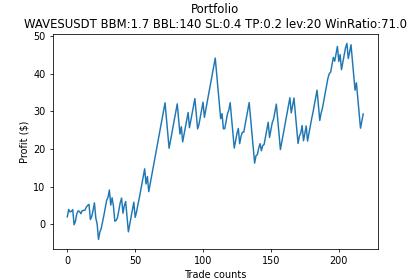 Portfolio
WAVESUSDT BBM:1.7 BBL:140 SL:0.4 TP:0.2 lev:20 WinRatio:71.0
50
40
30
20
10
0
Profit ($)
0 50 100 150 200
Trade counts